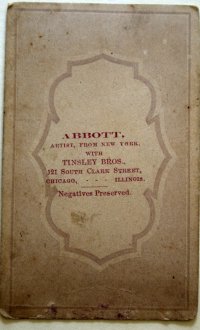 ABBOTT,
ARTIST, FROM NEW YORK,
WITH
TINSLEY BROS.,
121 SOUTH CLARK STREET,
CHICAGO, - - - ILLINOIS.
Negatives Preserved.